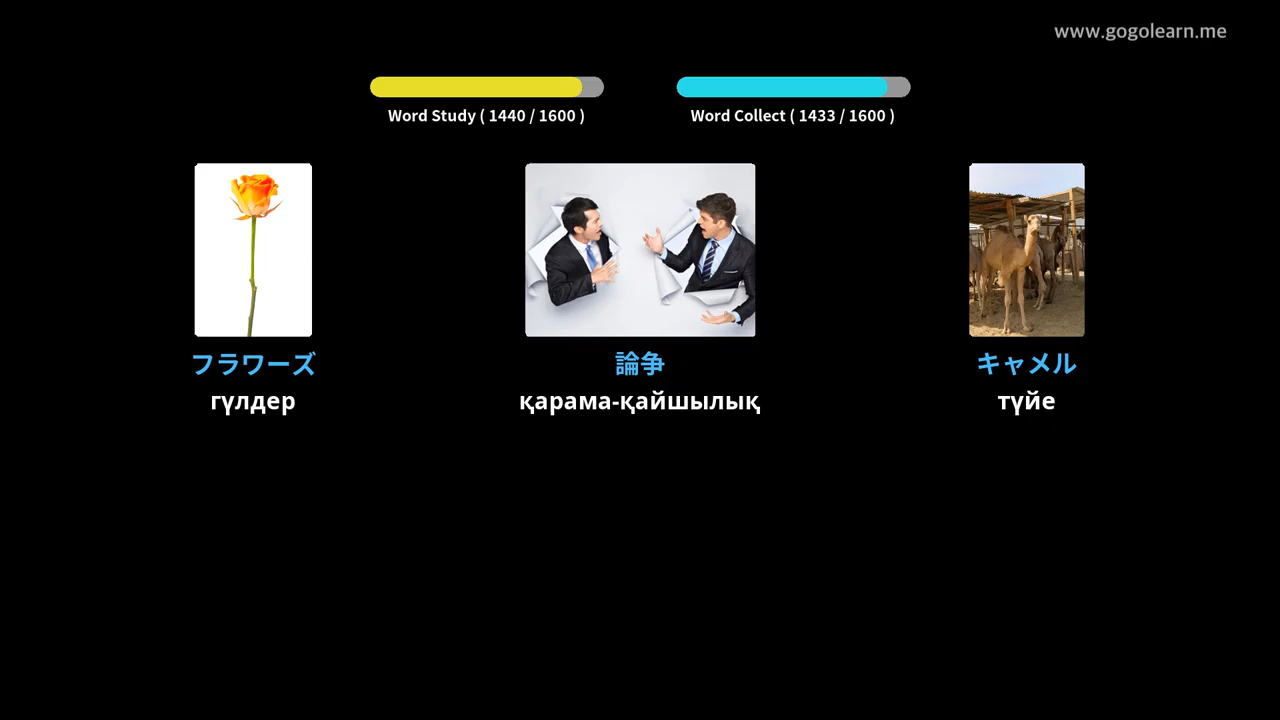 www.gogolearn.me
Word Study ( 1440 / 1600 )
Word Collect ( 1433 / 1600 )
フラワーズ
論争
キャメル
гүлдер
қарама-қайшылық
түйе